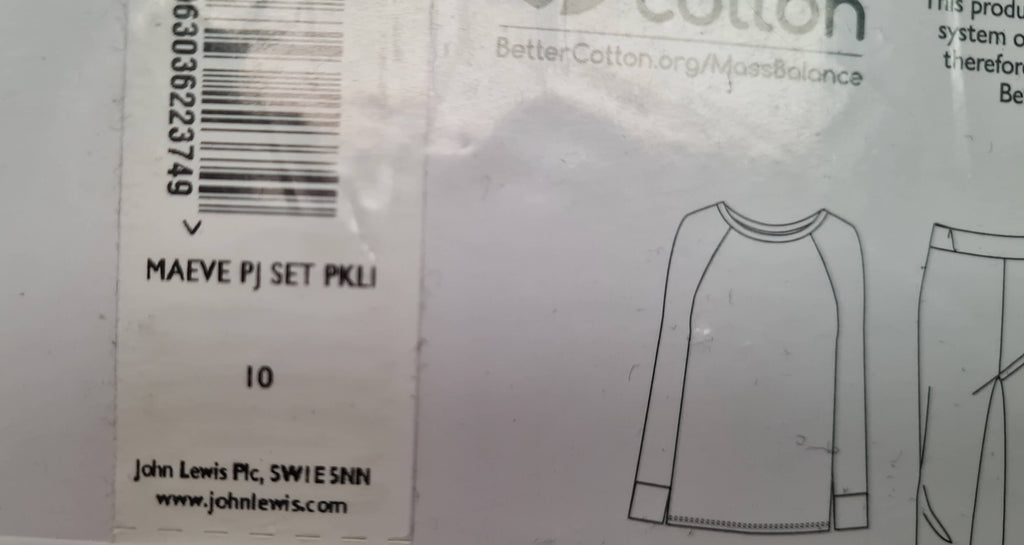 63036223749 >
MAEVE PJ SET PKLI
10
John Lewis Plc, SW1E 5NN
www.johnlewis.com
cotton
BetterCotton.org/MassBalance
This produ
system o
therefor
Be